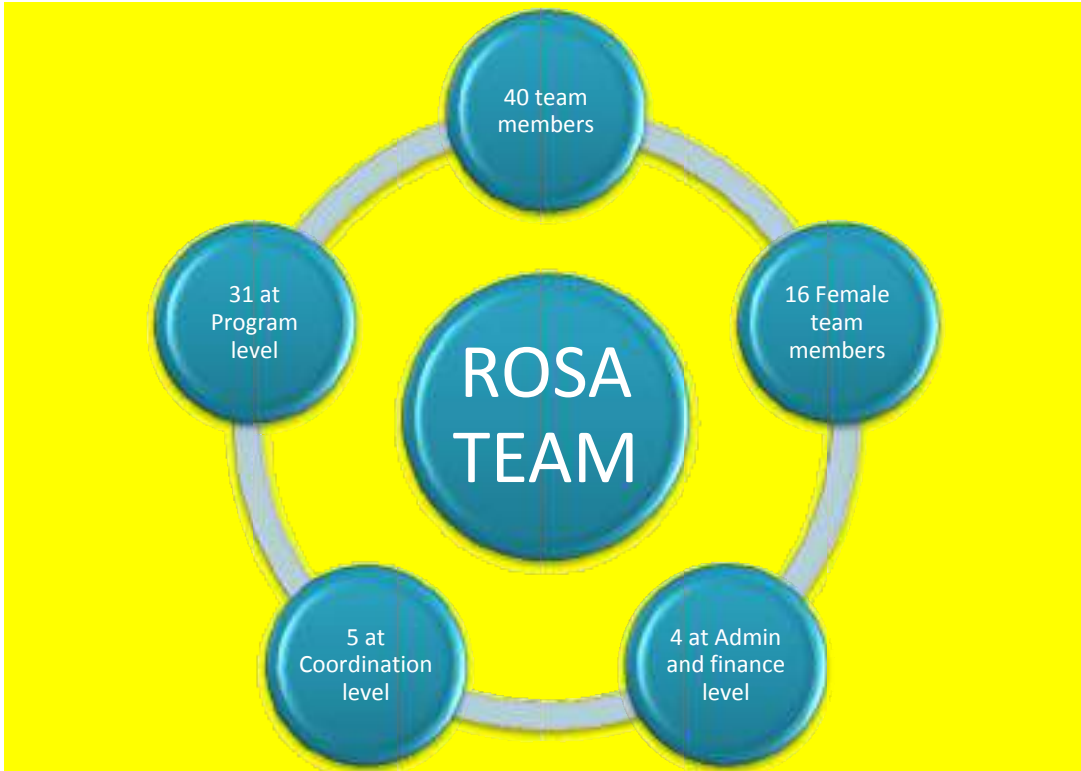 40 team
members
16 Female
team
members
4 at Admin
and finance
level
5 at
Coordination
level
31 at
Program
level
ROSA
TEAM